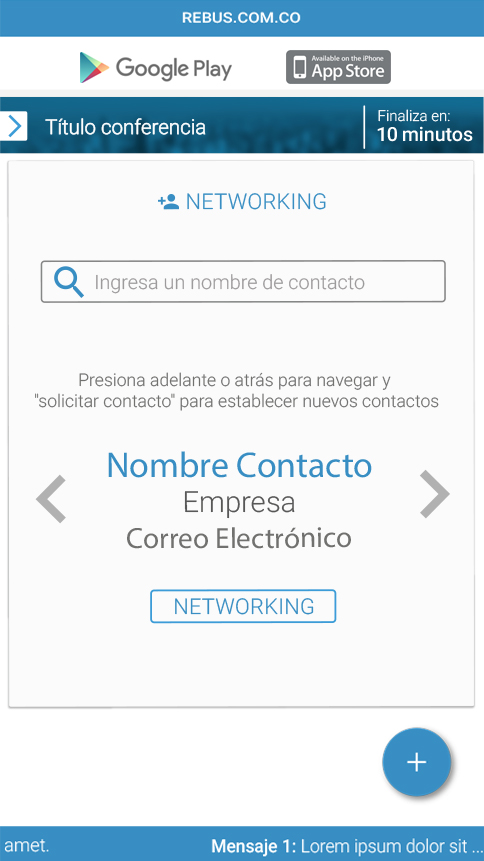 REBUS.COM.CO
Google Play
Available on the iPhone
App Store
Título conferencia
Finaliza en:
10 minutos
NETWORKING
Ingresa un nombre de contacto
Presiona adelante o atrás para navegar y
"solicitar contacto" para establecer nuevos contactos
Nombre Contacto
Empresa
Correo Electrónico
NETWORKING
+
amet.
Mensaje 1: Lorem ipsum dolor sit ...